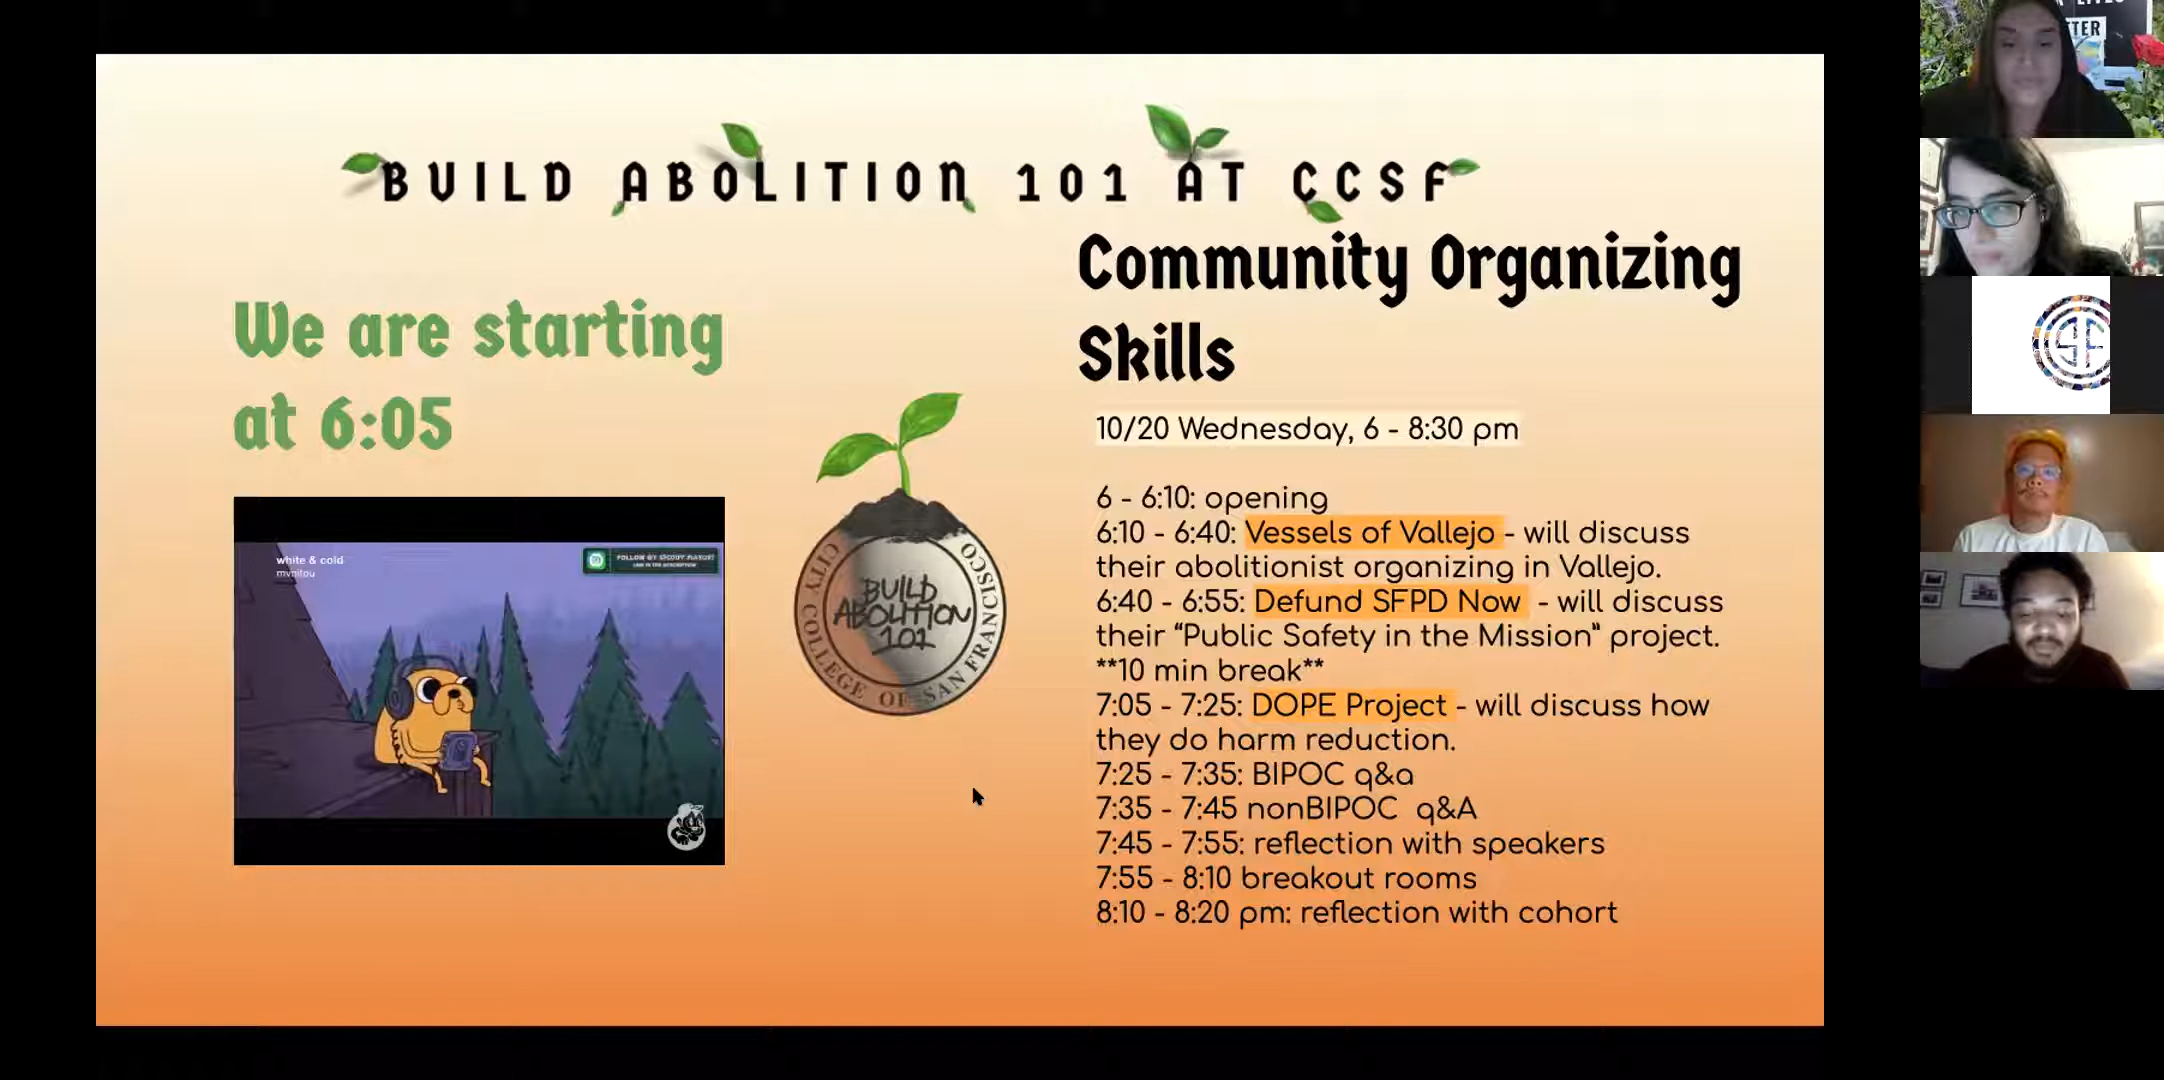 BUILD ABOLITION 101 AT CCSF
We are starting
at 6:05
white & cold
mvnitou
CITY COLLEGE OF SAN FRANCISCO
BUILD
ABOLITION
101
Community Organizing
Skills
10/20 Wednesday, 6 - 8:30 pm
6 - 6:10: opening
6:10 - 6:40: Vessels of Vallejo - will discuss
their abolitionist organizing in Vallejo.
6:40 - 6:55: Defund SFPD Now - will discuss
their “Public Safety in the Mission” project.
**10 min break**
7:05 - 7:25: DOPE Project - will discuss how
they do harm reduction.
7:25 - 7:35: BIPOC q&a
7:35 - 7:45 nonBIPOC q&A
7:45 - 7:55: reflection with speakers
7:55 - 8:10 breakout rooms
8:10 - 8:20 pm: reflection with cohort
TTER